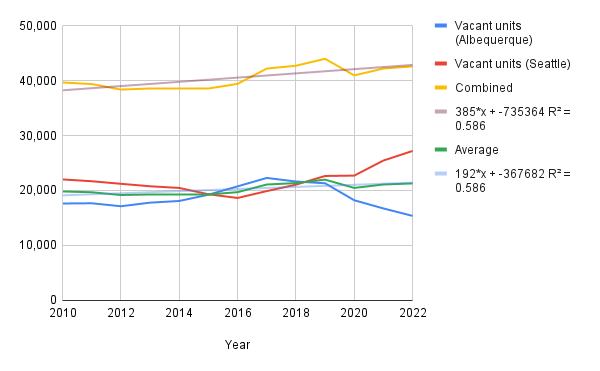 50,000
40,000
30,000
20,000
10,000
0
2010 2012 2014 2016 2018 2020 2022
Year
Vacant units
(Albequerque)
Vacant units (Seattle)
Combined
385*x + -735364 R² =
0.586
Average
192*x + -367682 R² =
0.586